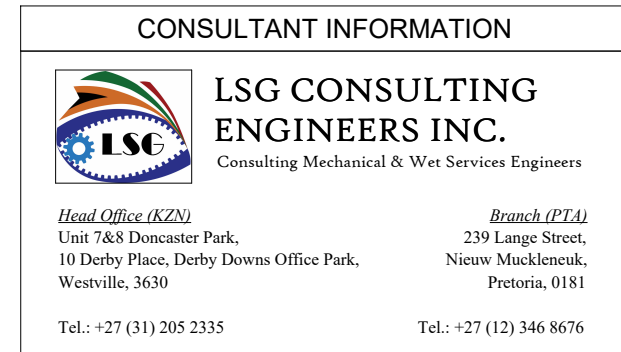 CONSULTANT INFORMATION
LSG
LSG CONSULTING
ENGINEERS INC.
Consulting Mechanical & Wet Services Engineers
Head Office (KZN)
Unit 7&8 Doncaster Park,
10 Derby Place, Derby Downs Office Park,
Westville, 3630
Tel.: +27 (31) 205 2335
Branch (PTA)
239 Lange Street,
Nieuw Muckleneuk,
Pretoria, 0181
Tel.: +27 (12) 346 8676